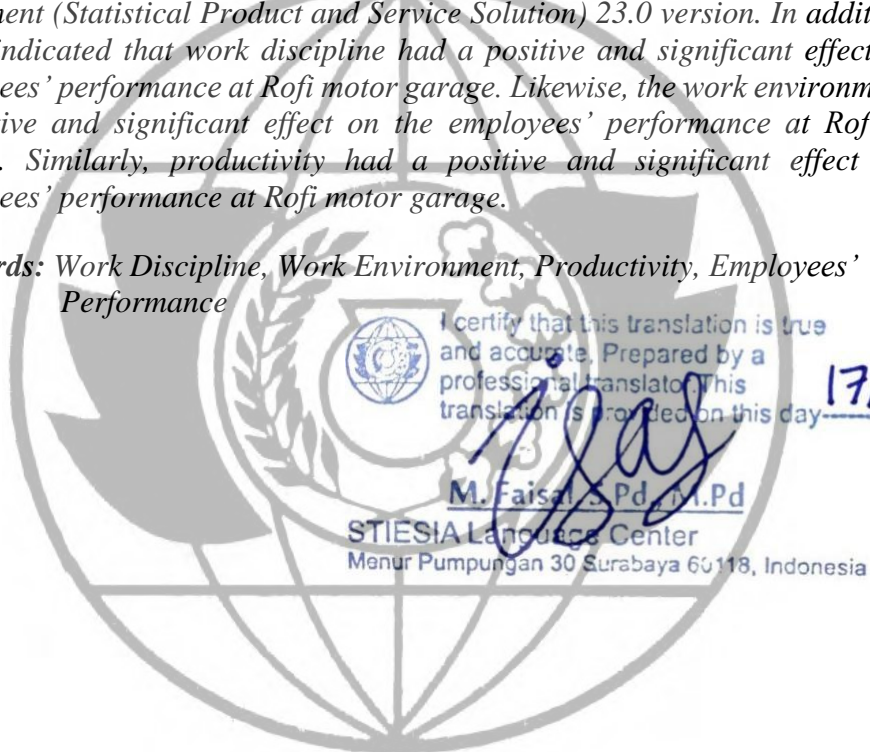 ment (Statistical Product and Service Solution) 23.0 version. In addit
indicated that work discipline had a positive and significant effect
ees’ performance at Rofi motor garage. Likewise, the work environm
tive and significant effect on the employees’ performance at Rof
. Similarly, productivity had a positive and significant effect
ees’ performance at Rofi motor garage.
rds: Work Discipline, Work Environment, Productivity, Employees’
Performance
I certify that this translation is true
and accurate. Prepared by a
professional translator This
translation is provided on this day 17
M. Faisal, S.Pd., M.Pd
STIESIA Language Center
Menur Pumpungan 30 Surabaya 60118, Indonesia